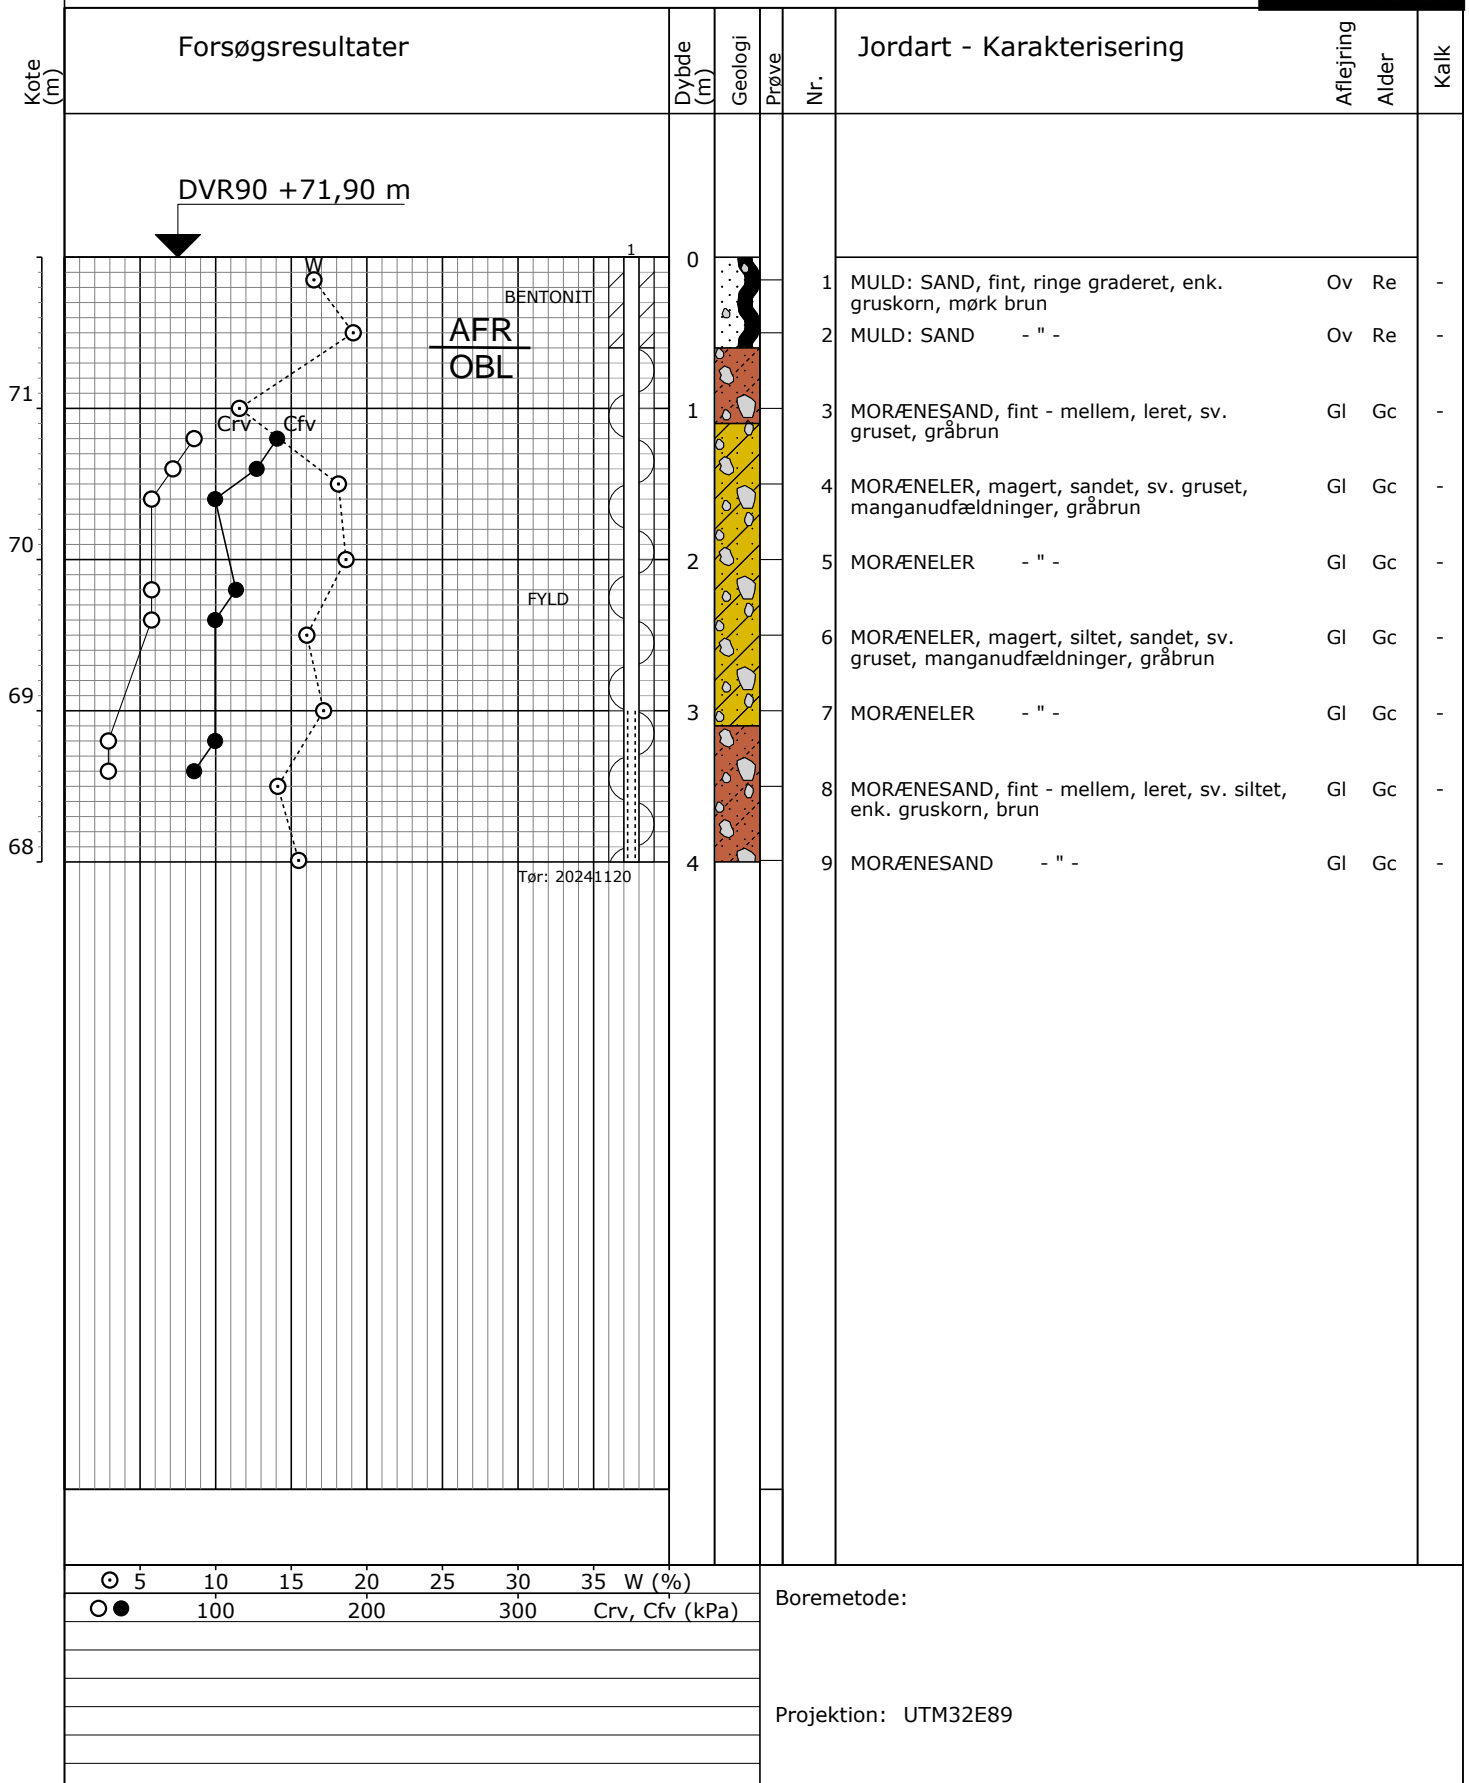 Kote (m)
Forsøgsresultater
Dybde (m)
Geologi
Prøve
Nr.
Jordart - Karakterisering
Aflejring
Alder
Kalk
DVR90 +71,90 m
1
W
BENTONIT
AFR
OBL
Crv
Cfv
FYLD
Tør: 20241120
71
70
69
68
0
1
2
3
4
1 MULD: SAND, fint, ringe graderet, enk. Ov Re -
gruskorn, mørk brun
2 MULD: SAND - " - Ov Re -
3 MORÆNESAND, fint - mellem, leret, sv. Gl Gc -
gruset, gråbrun
4 MORÆNELER, magert, sandet, sv. gruset, Gl Gc -
manganudfældninger, gråbrun
5 MORÆNELER - " - Gl Gc -
6 MORÆNELER, magert, siltet, sandet, sv. Gl Gc -
gruset, manganudfældninger, gråbrun
7 MORÆNELER - " - Gl Gc -
8 MORÆNESAND, fint - mellem, leret, sv. siltet, Gl Gc -
enk. gruskorn, brun
9 MORÆNESAND - " - Gl Gc -
5 10 15 20 25 30 35 W (%)
100 200 300 Crv, Cfv (kPa)
Boremetode:
Projektion: UTM32E89